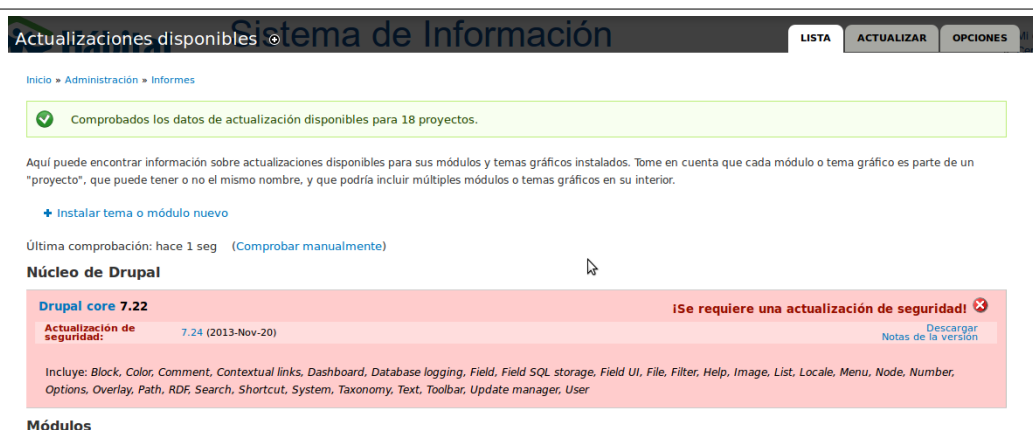 Sistema de Información
Actualizaciones disponibles
LISTA
ACTUALIZAR
OPCIONES
Inicio » Administración » Informes
Comprobados los datos de actualización disponibles para 18 proyectos.
Aquí puede encontrar información sobre actualizaciones disponibles para sus módulos y temas gráficos instalados. Tome en cuenta que cada módulo o tema gráfico es parte de un
"proyecto", que puede tener o no el mismo nombre, y que podría incluir múltiples módulos o temas gráficos en su interior.
Instalar tema o módulo nuevo
Última comprobación: hace 1 seg (Comprobar manualmente)
Núcleo de Drupal
Drupal core 7.22
¡Se requiere una actualización de seguridad!
Actualización de
seguridad:
7.24 (2013-Nov-20)
Descargar
Notas de la versión
Incluye: Block, Color, Comment, Contextual links, Dashboard, Database logging, Field, Field SQL storage, Field UI, File, Filter, Help, Image, List, Locale, Menu, Node, Number,
Options, Overlay, Path, RDF, Search, Shortcut, System, Taxonomy, Text, Toolbar, Update manager, User
Módulos